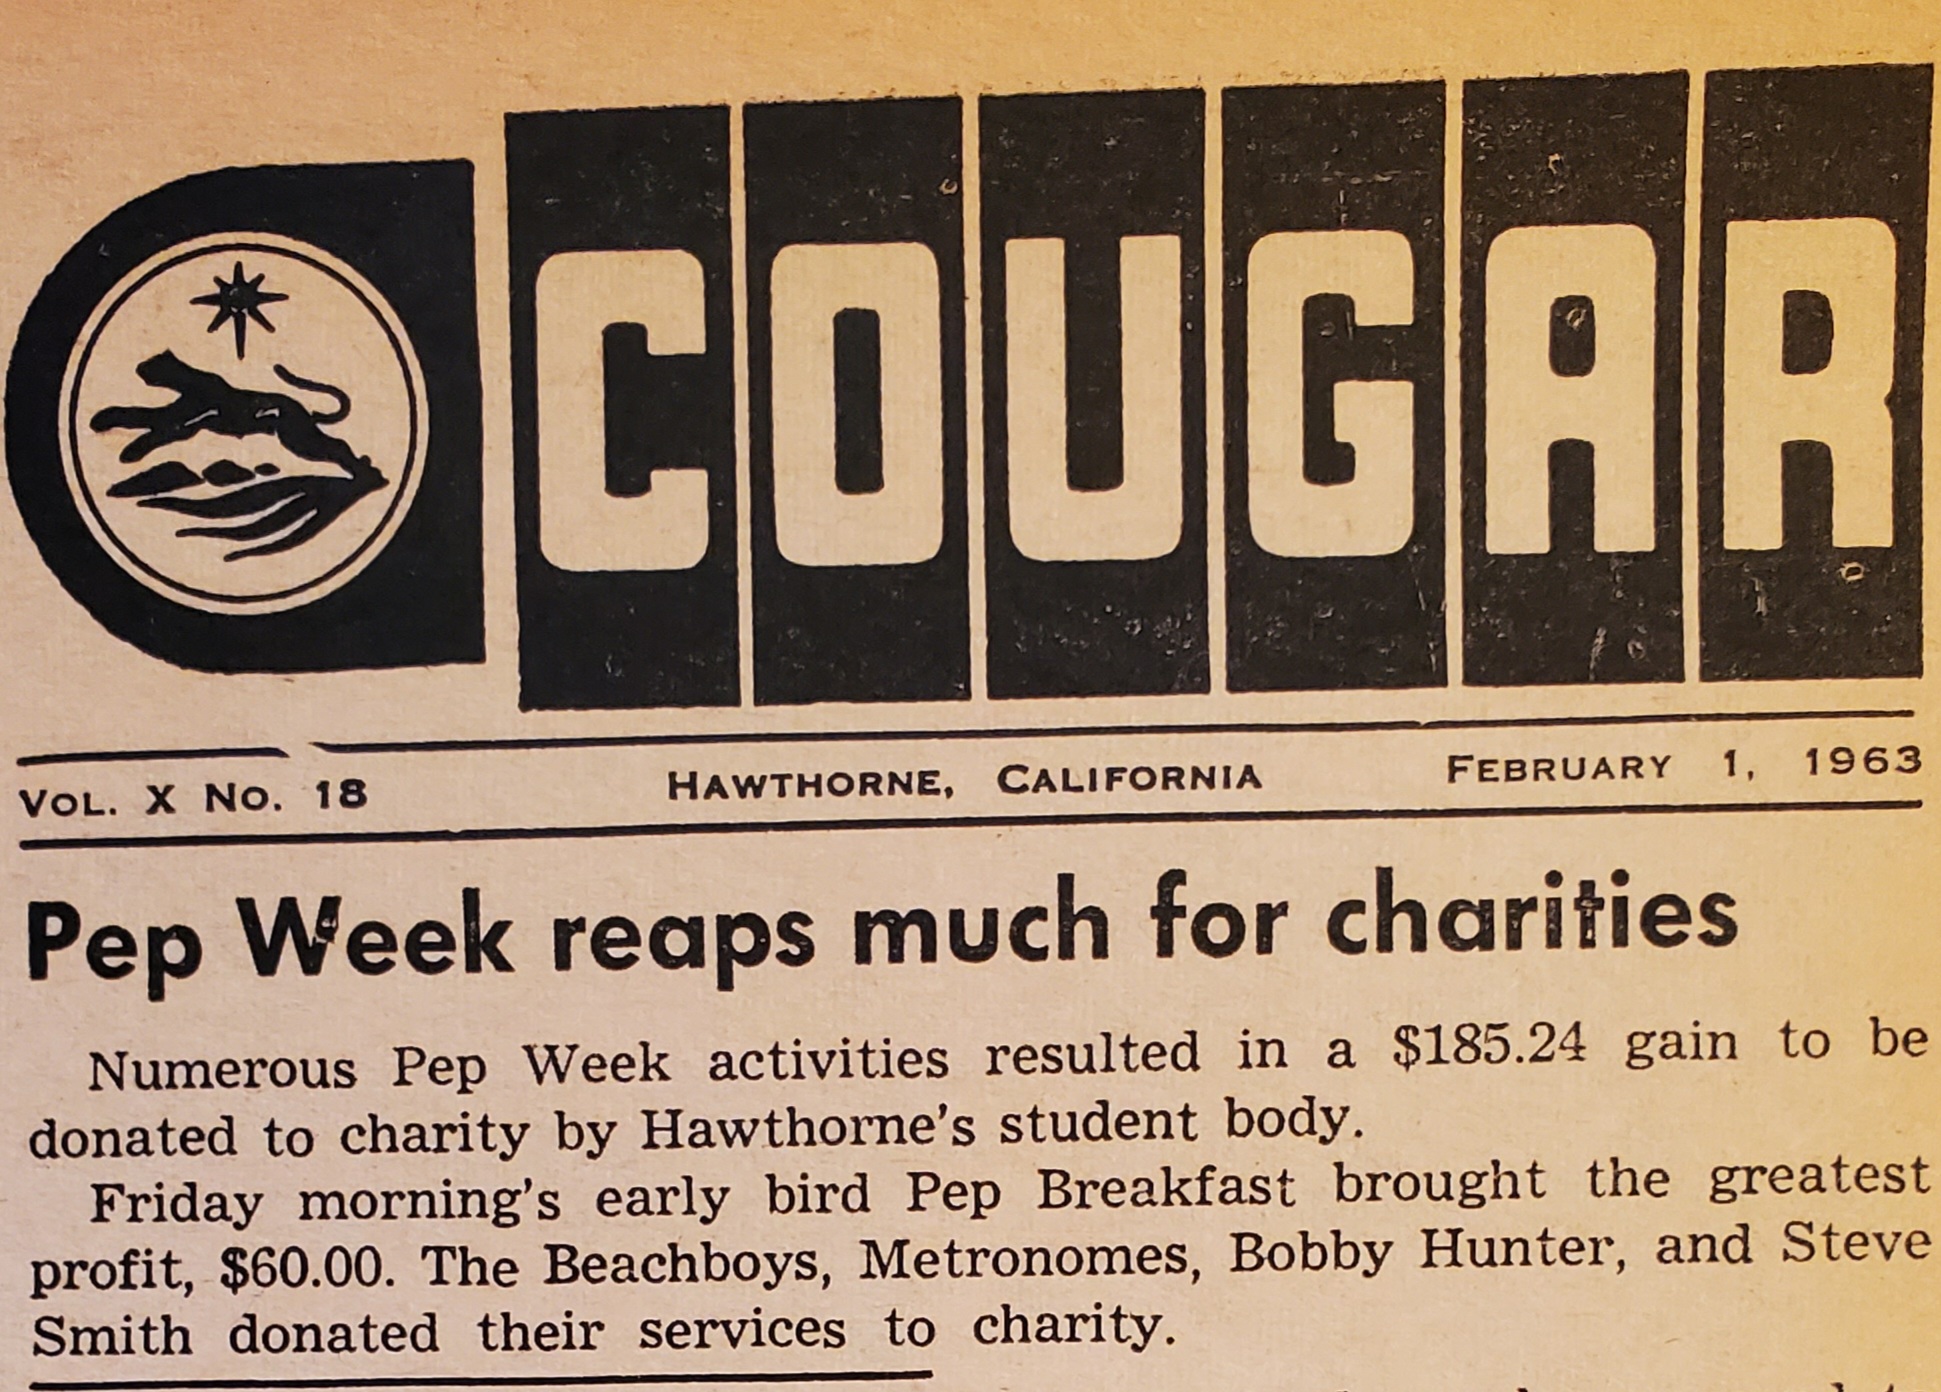 COUGAR
VOL. X NO. 18 HAWTHORNE, CALIFORNIA FEBRUARY 1, 1963
Pep Week reaps much for charities
Numerous Pep Week activities resulted in a $185.24 gain to be
donated to charity by Hawthorne's student body.
Friday morning's early bird Pep Breakfast brought the greatest
profit, $60.00. The Beachboys, Metronomes, Bobby Hunter, and Steve
Smith donated their services to charity.